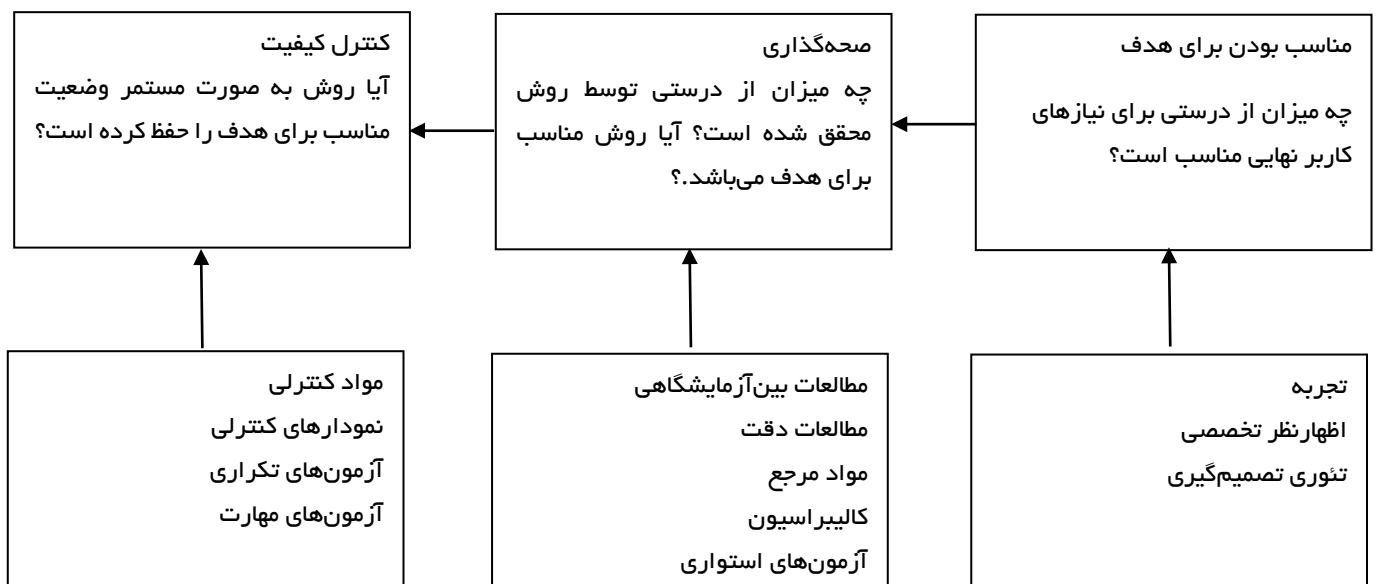 مناسب بودن برای هدف
چه میزان از درستی برای نیازهای
کاربر نهایی مناسب است؟
صحه‌گذاری
چه میزان از درستی توسط روش
محقق شده است؟ آیا روش مناسب
برای هدف می‌باشد.؟
کنترل کیفیت
آیا روش به صورت مستمر وضعیت
مناسب برای هدف را حفظ کرده است؟
تجربه
اظهارنظر تخصصی
تئوری تصمیم‌گیری
مطالعات بین‌آزمایشگاهی
مطالعات دقت
مواد مرجع
کالیبراسیون
آزمون‌های استواری
مواد کنترلی
نمودارهای کنترلی
آزمون‌های تکراری
آزمون‌های مهارت